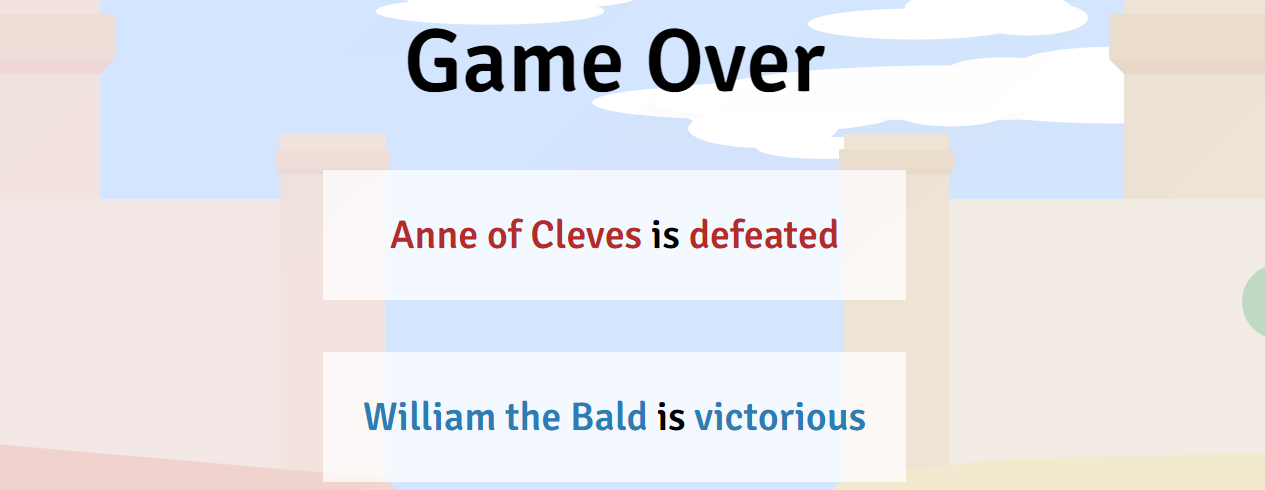 Game Over
Anne of Cleves is defeated
William the Bald is victorious